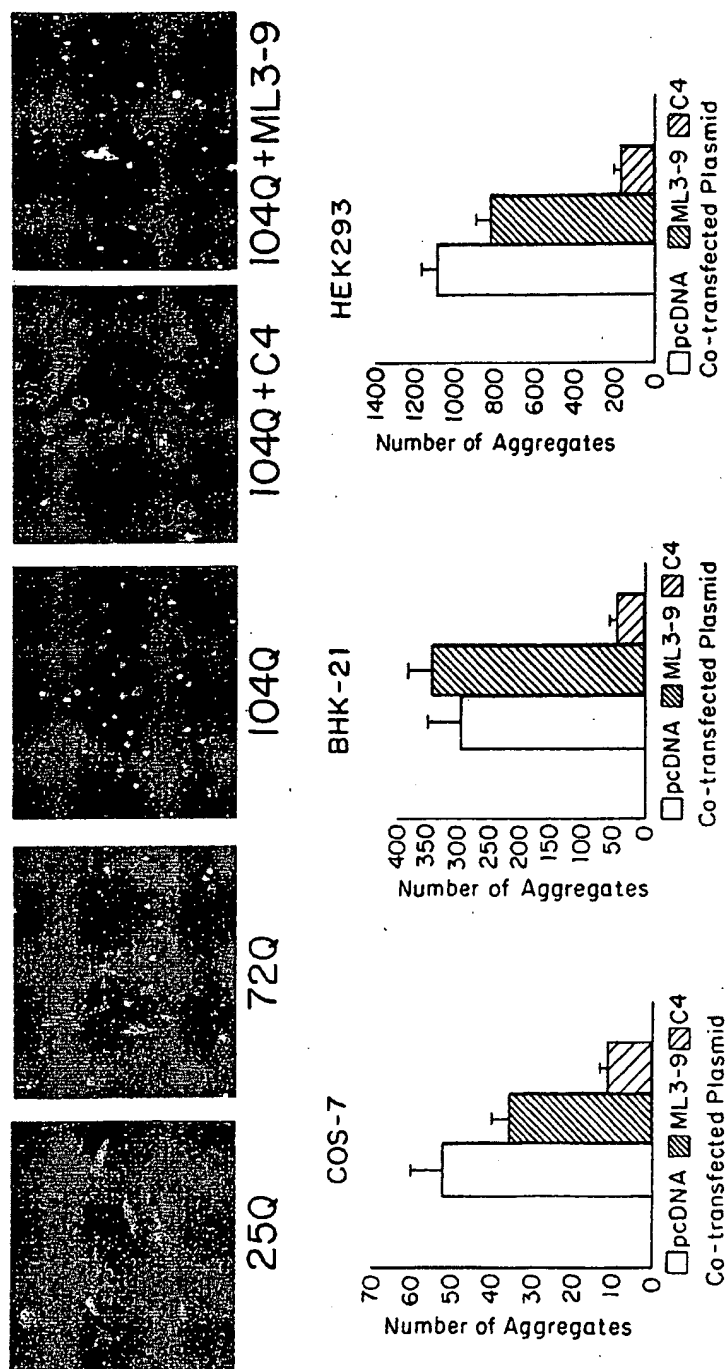 25Q
72Q
104Q
104Q+C4
104Q+ML3-9
COS-7
70
60
50
40
30
20
10
0
Number of Aggregates
pcDNA ML3-9 C4
Co-transfected Plasmid
BHK-21
400
350
300
250
200
150
100
50
0
Number of Aggregates
pcDNA ML3-9 C4
Co-transfected Plasmid
HEK293
1400
1200
1000
800
600
400
200
0
Number of Aggregates
pcDNA ML3-9 C4
Co-transfected Plasmid